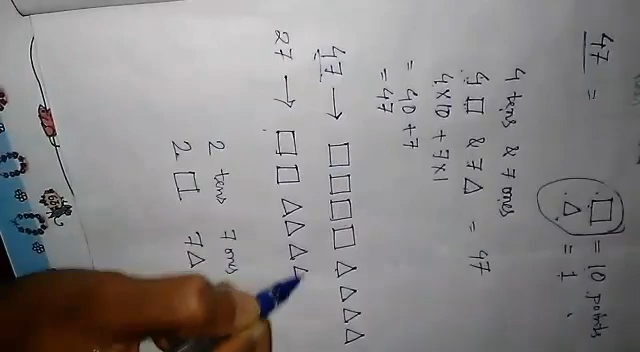 47 =
□ = 10 points
△ = 1
4 tens & 7 ones
4 □ & 7 △ = 47
4×10 + 7×1
= 40 + 7
= 47
47 → □ □ □ □ △ △ △ △
27 → □ □ △ △ △ △
2 tens 7 ones
2 □ 7 △